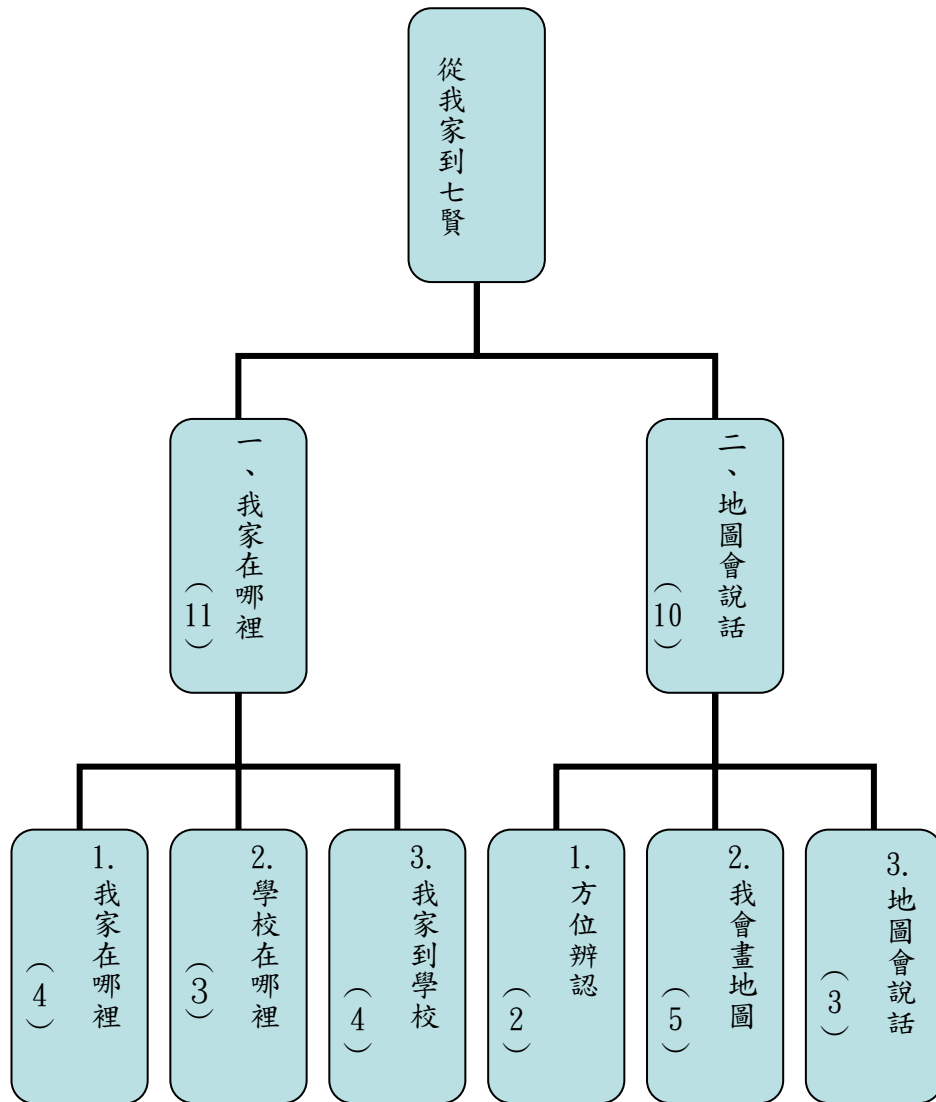 從我家到七賢
一、我家在哪裡
(11)
二、地圖會說話
(10)
1.我家在哪裡
(4)
2.學校在哪裡
(3)
3.我家到學校
(4)
1.方位辨認
(2)
2.我會畫地圖
(5)
3.地圖會說話
(3)